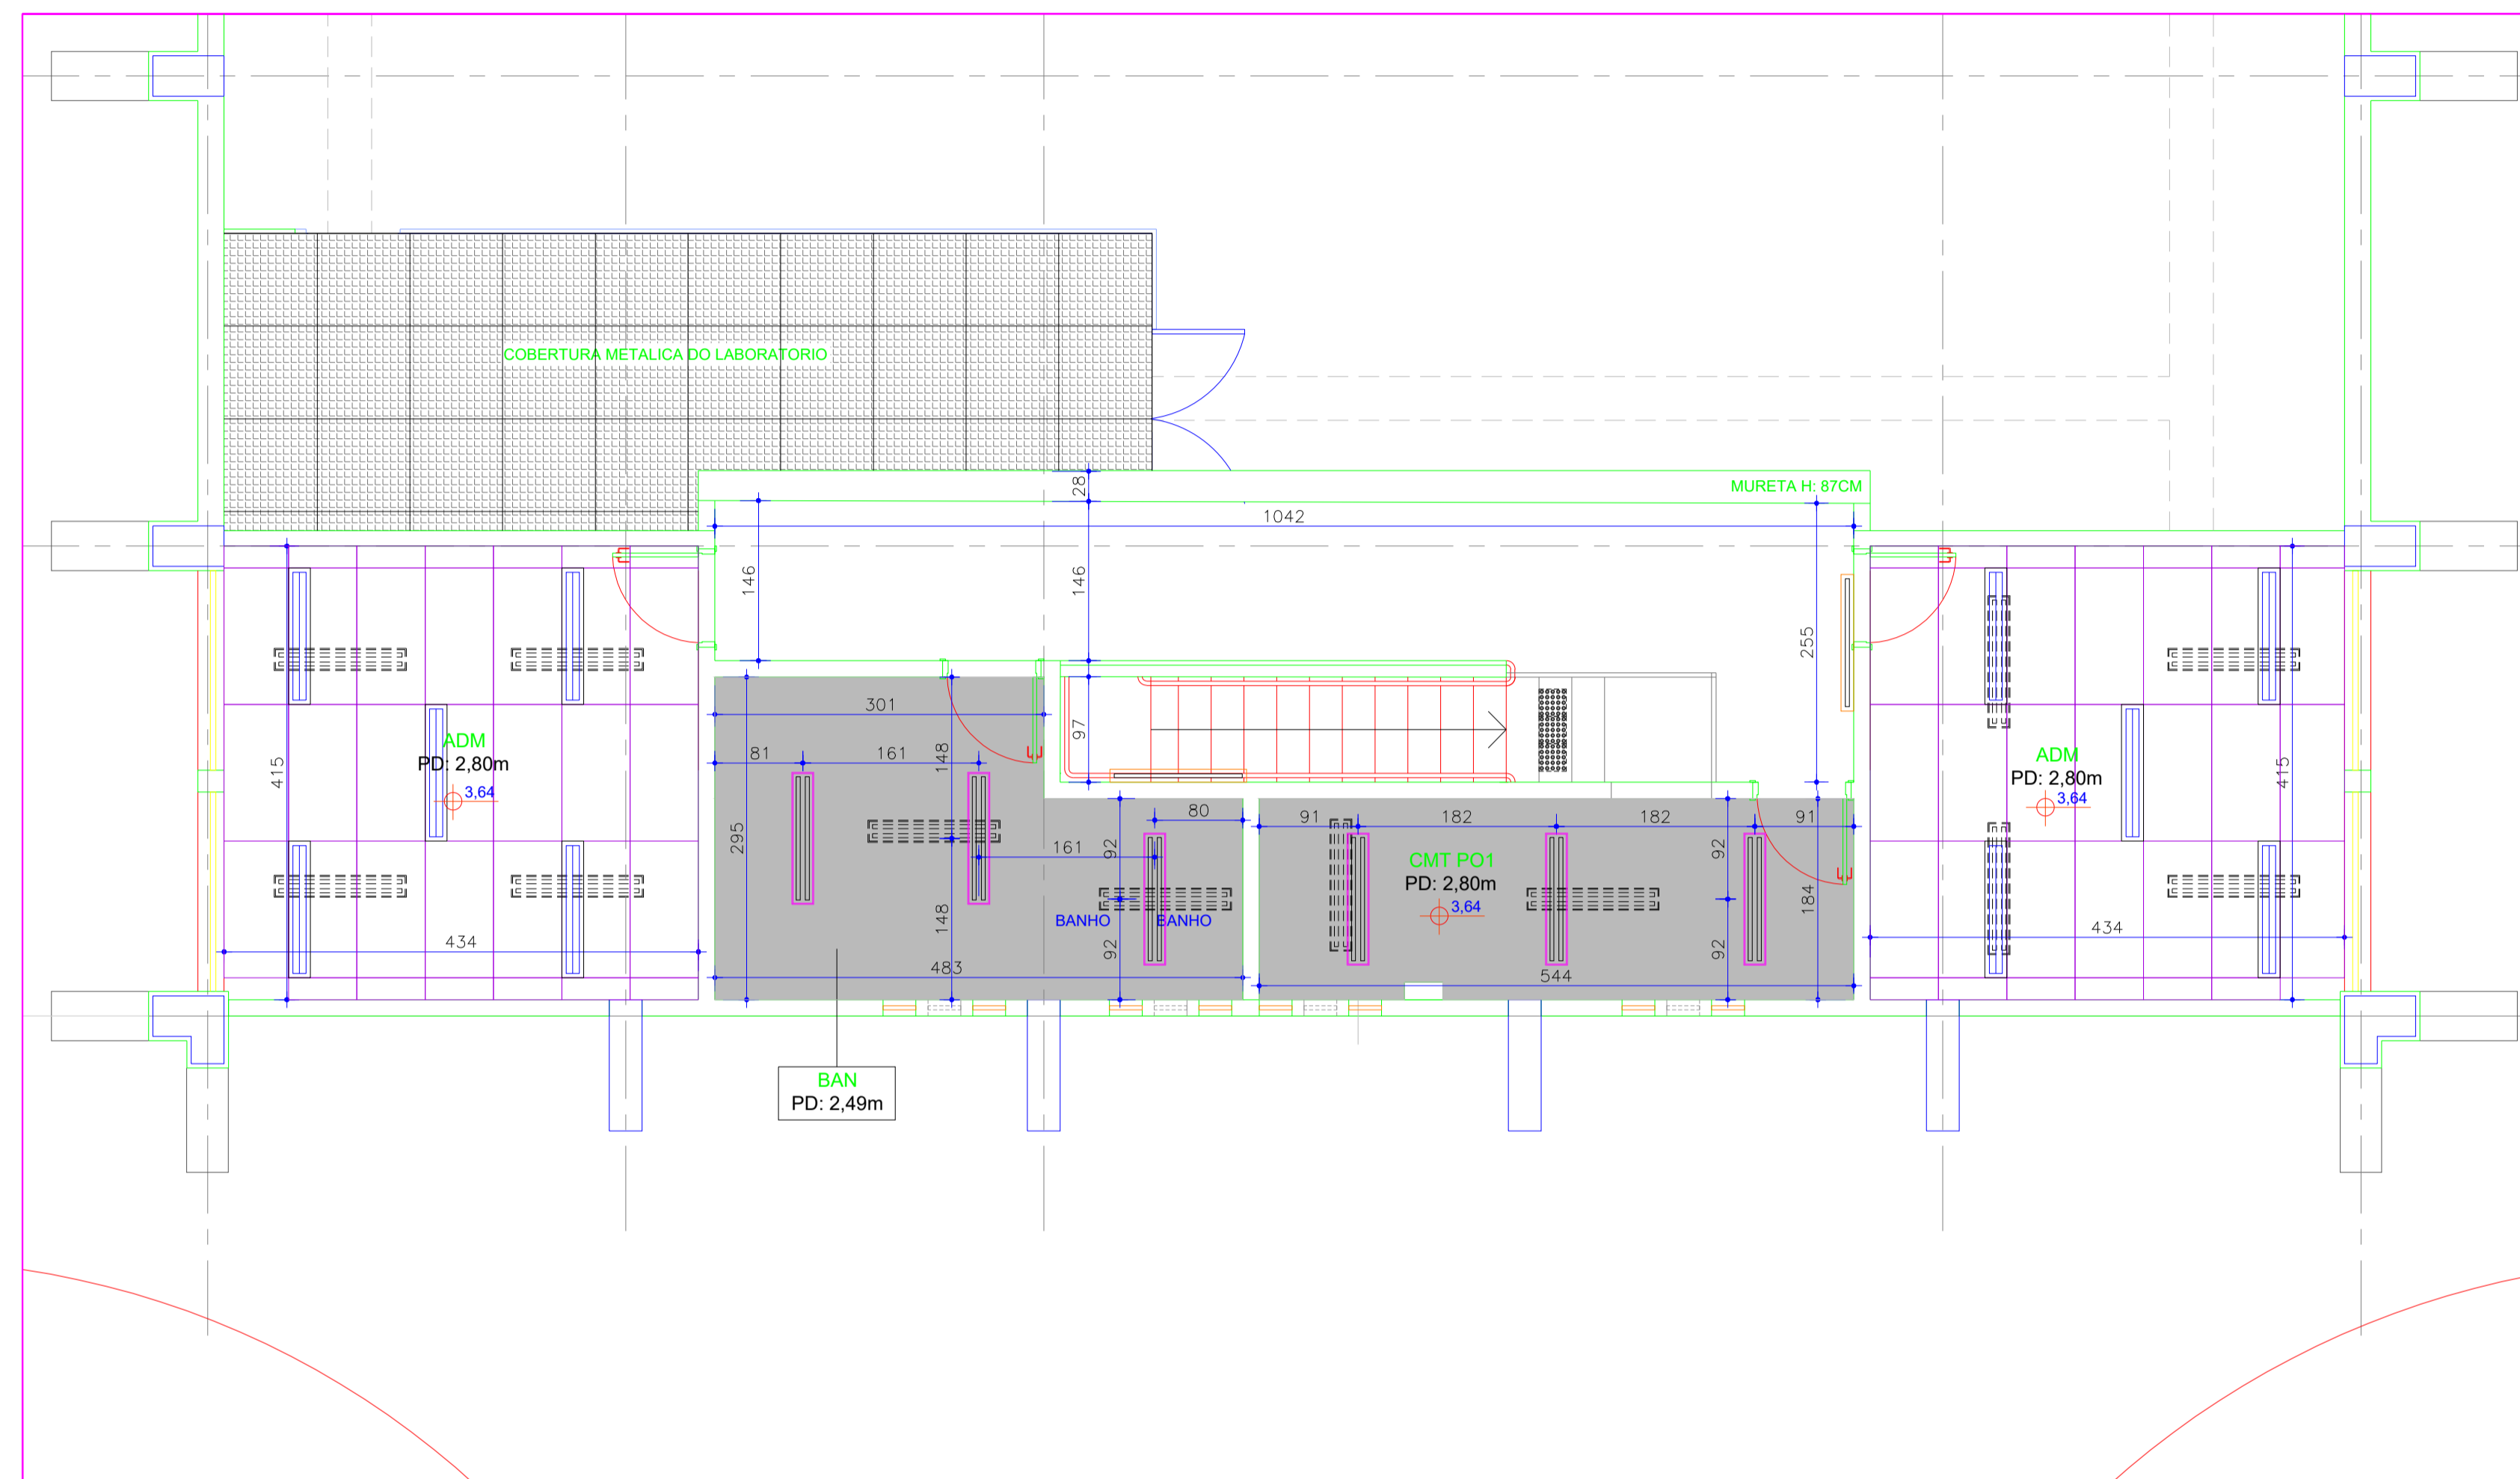 COBERTURA METALICA DO LABORATORIO
28
MURETA H: 87CM
1042
146
146
255
301
97
81
161
148
ADM
PD: 2,80m
3,64
415
ADM
PD: 2,80m
3,64
415
295
80
91
182
182
91
161
92
92
CMT PO1
PD: 2,80m
3,64
184
148
BANHO
BANHO
92
92
434
434
483
544
BAN
PD: 2,49m